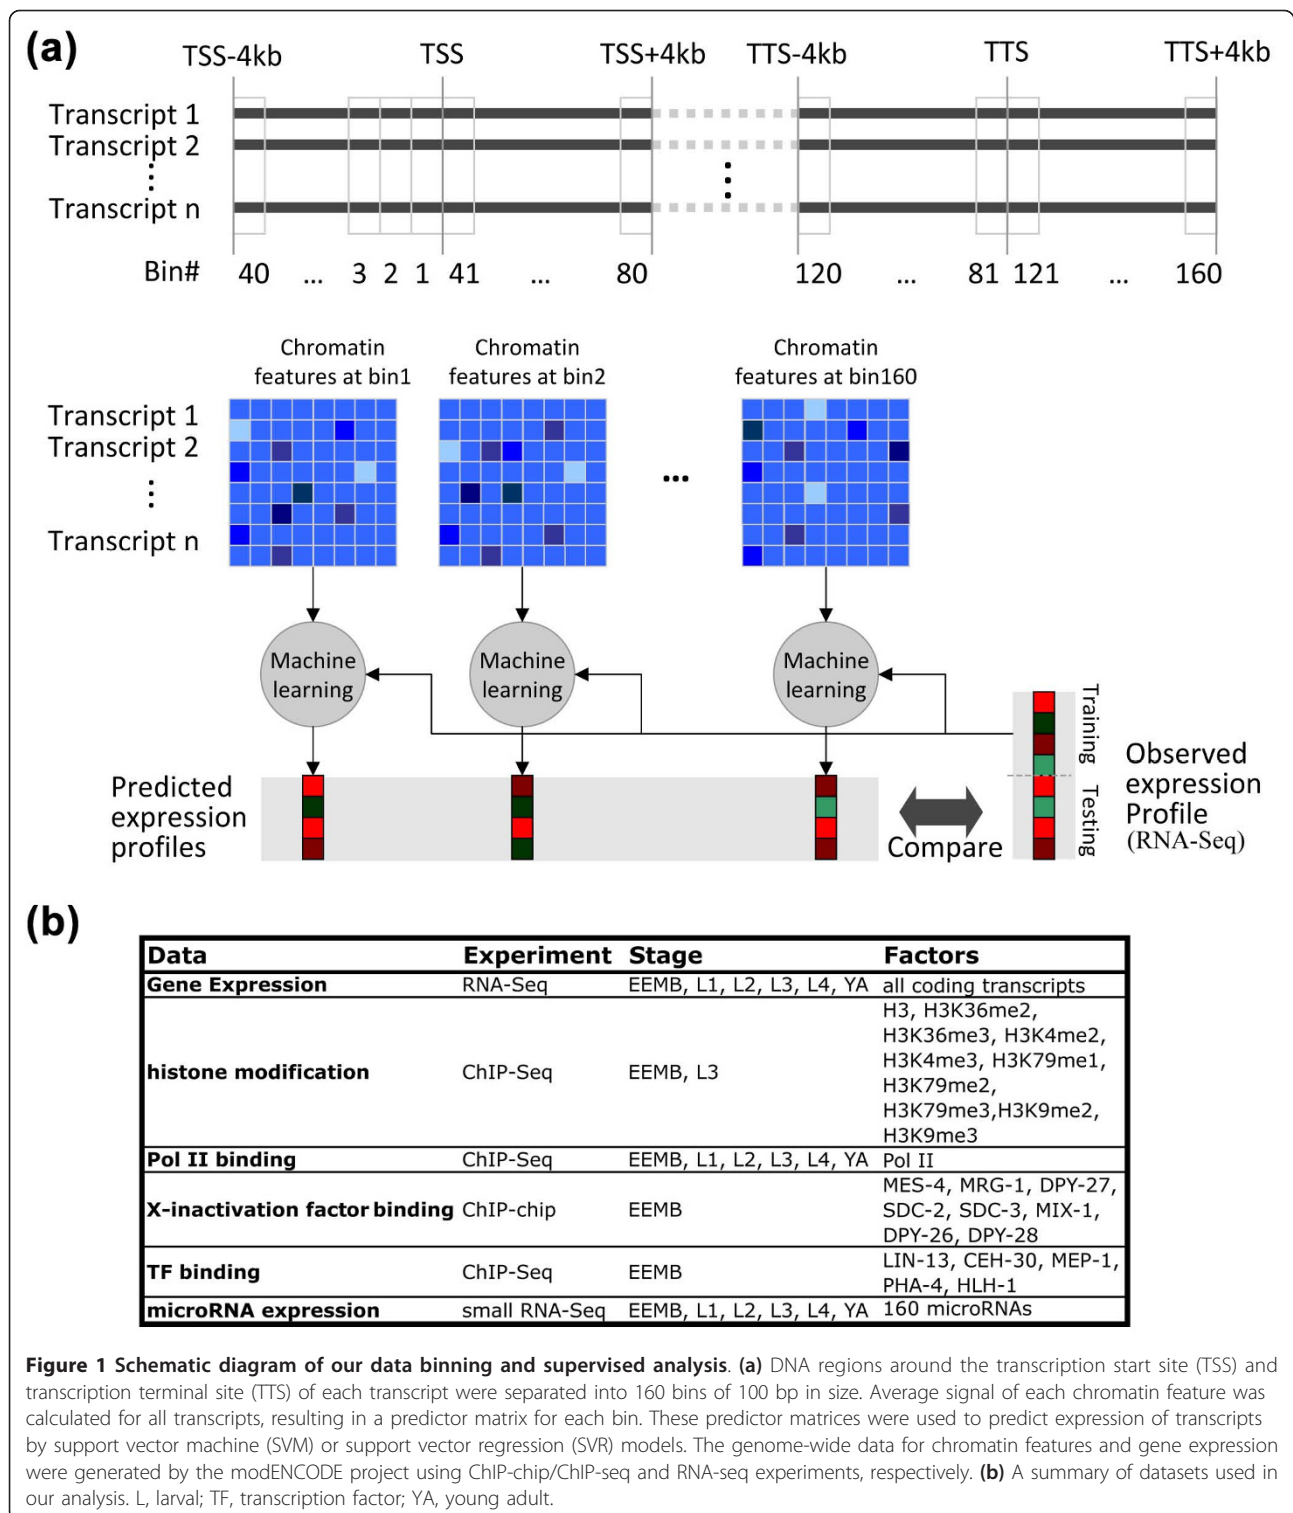 (a)
TSS-4kb TSS TSS+4kb TTS-4kb TTS TTS+4kb
Transcript 1
Transcript 2
⋮ ⋮
Transcript n
Bin# 40 ... 3 2 1 41 ... 80 120 ... 81 121 ... 160
Chromatin features at bin1
Chromatin features at bin2
Chromatin features at bin160
Transcript 1
Transcript 2
⋮ ...
Transcript n
Machine learning
Machine learning
Machine learning
Training
Testing
Observed expression Profile (RNA-Seq)
Predicted expression profiles
Compare
(b)
Data Experiment Stage Factors
Gene Expression RNA-Seq EEMB, L1, L2, L3, L4, YA all coding transcripts
histone modification ChIP-Seq EEMB, L3 H3, H3K36me2,
H3K36me3, H3K4me2,
H3K4me3, H3K79me1,
H3K79me2,
H3K79me3,H3K9me2,
H3K9me3
Pol II binding ChIP-Seq EEMB, L1, L2, L3, L4, YA Pol II
X-inactivation factor binding ChIP-chip EEMB MES-4, MRG-1, DPY-27,
SDC-2, SDC-3, MIX-1,
DPY-26, DPY-28
TF binding ChIP-Seq EEMB LIN-13, CEH-30, MEP-1,
PHA-4, HLH-1
microRNA expression small RNA-Seq EEMB, L1, L2, L3, L4, YA 160 microRNAs
Figure 1 Schematic diagram of our data binning and supervised analysis. (a) DNA regions around the transcription start site (TSS) and
transcription terminal site (TTS) of each transcript were separated into 160 bins of 100 bp in size. Average signal of each chromatin feature was
calculated for all transcripts, resulting in a predictor matrix for each bin. These predictor matrices were used to predict expression of transcripts
by support vector machine (SVM) or support vector regression (SVR) models. The genome-wide data for chromatin features and gene expression
were generated by the modENCODE project using ChIP-chip/ChIP-seq and RNA-seq experiments, respectively. (b) A summary of datasets used in
our analysis. L, larval; TF, transcription factor; YA, young adult.